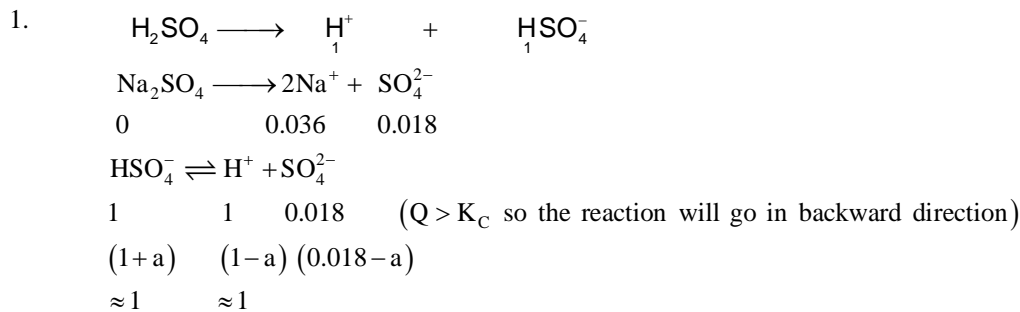 1. H₂SO₄ ⟶ H⁺ + HSO₄⁻
1 1
Na₂SO₄ ⟶ 2Na⁺ + SO₄²⁻
0 0.036 0.018
HSO₄⁻ ⇌ H⁺ + SO₄²⁻
1 1 0.018 (Q > K_C so the reaction will go in backward direction)
(1+a) (1−a) (0.018−a)
≈1 ≈1